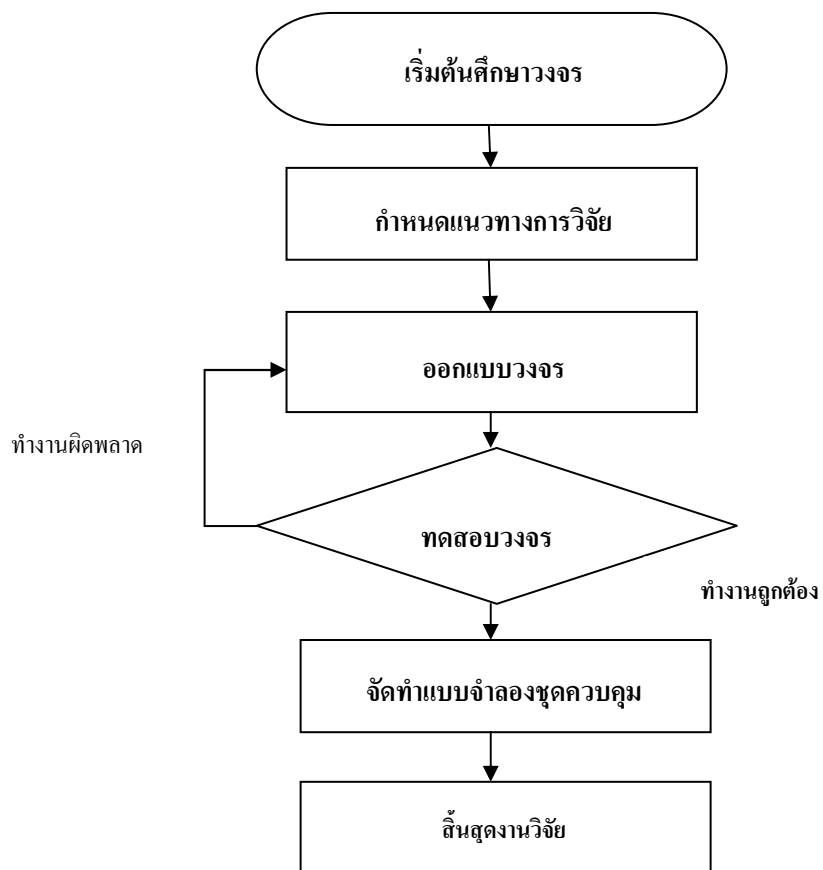 เริ่มต้นศึกษาวงจร
กำหนดแนวทางการวิจัย
ออกแบบวงจร
ทำงานผิดพลาด
ทดสอบวงจร
ทำงานถูกต้อง
จัดทำแบบจำลองชุดควบคุม
สิ้นสุดงานวิจัย